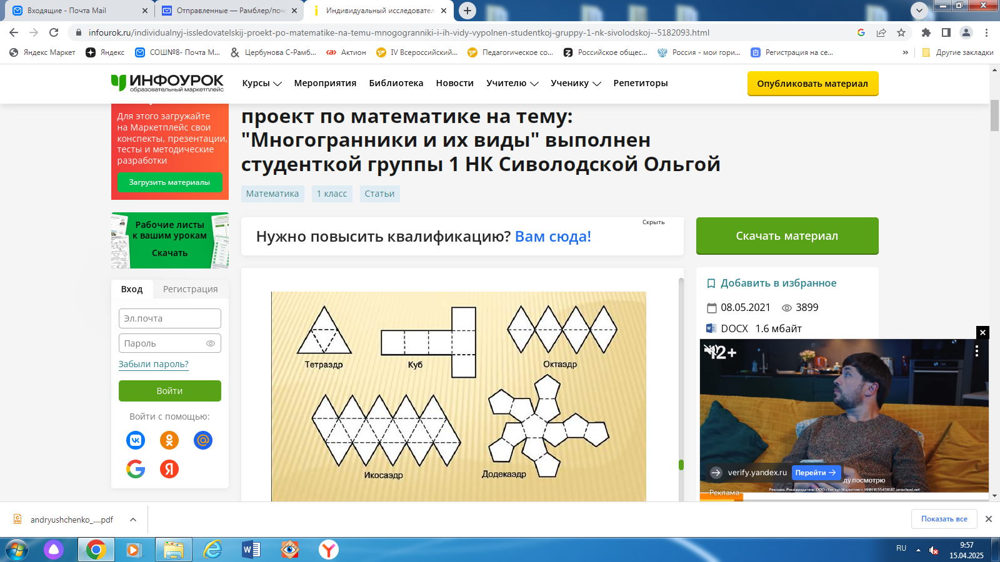 Входящие - Почта Mail
Отправленные — Рамблер/поч
Индивидуальный исследовател
infourok.ru/individualnyj-issledovatelskij-proekt-po-matematike-na-temu-mnogogranniki-i-ih-vidy-vypolnen-studentkoj-gruppy-1-nk-sivolodskoj--5182093.html
Яндекс Маркет
Яндекс
СОШ№8- Почта М...
Цербунова С-Рамб...
Актион
IV Всероссийский...
Педагогическое со...
Российское общес...
Россия - мои гори...
Регистрация на се...
»
Другие закладки
ИНФОУРОК
образовательный маркетплейс
Курсы
Мероприятия
Библиотека
Новости
Учителю
Ученику
Репетиторы
Опубликовать материал
Для этого загружайте
на Маркетплейс свои
конспекты, презентации,
тесты и методические
разработки
Загрузить материалы
проект по математике на тему:
"Многогранники и их виды" выполнен
студенткой группы 1 НК Сиволодской Ольгой
Математика
1 класс
Статьи
Рабочие листы
к вашим урокам
Скачать
Скрыть
Нужно повысить квалификацию? Вам сюда!
Скачать материал
Вход
Регистрация
Эл.почта
Пароль
Забыли пароль?
Войти
Войти с помощью:
Добавить в избранное
08.05.2021
3899
DOCX
1.6 мбайт
Тетраэдр
Куб
Октаэдр
Икосаэдр
Додекаэдр
12+
verify.yandex.ru
Перейти
ду посмотрю
Реклама. Рекламодатель: ООО «Умскул Маркетинг». ИНН 1655451687. umschool.net
Реклама
andryushchenko_....pdf
Показать все
RU
9:57
15.04.2025